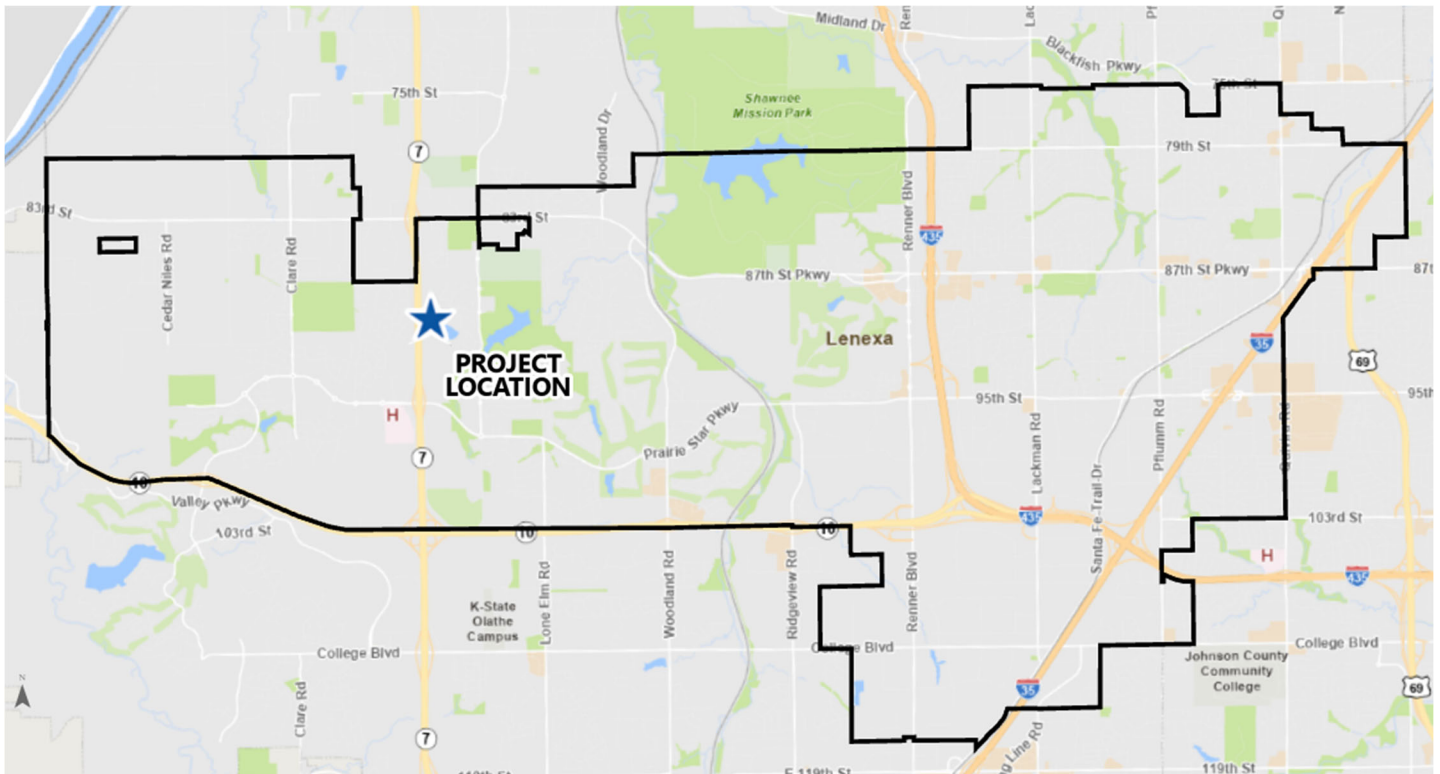 Midland Dr
Blackfish Pkwy
75th St
75th St
Shawnee
Mission Park
7
Woodland Dr
79th St
83rd St
83rd St
Renner Blvd
435
Cedar Niles Rd
Clare Rd
87th St Pkwy
87th St Pkwy
PROJECT
LOCATION
Lenexa
35
69
95th St
95th
H
Prairie Star Pkwy
Lackman Rd
Pflumm Rd
7
10
Valley Pkwy
Santa-Fe-Trail-Dr
103rd St
103rd St
10
10
435
H
435
K-State
Olathe
Campus
Lone Elm Rd
Woodland Rd
Ridgeview Rd
Renner Blvd
College Blvd
College Blvd
College Blvd
Johnson County
Community
College
Clare Rd
35
69
N
7
119th St